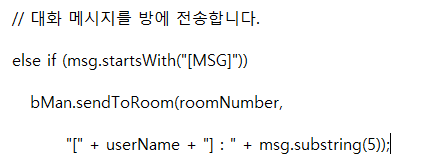 // 대화 메시지를 방에 전송합니다.
else if (msg.startsWith("[MSG]"))
bMan.sendToRoom(roomNumber,
"[" + userName + "] : " + msg.substring(5));